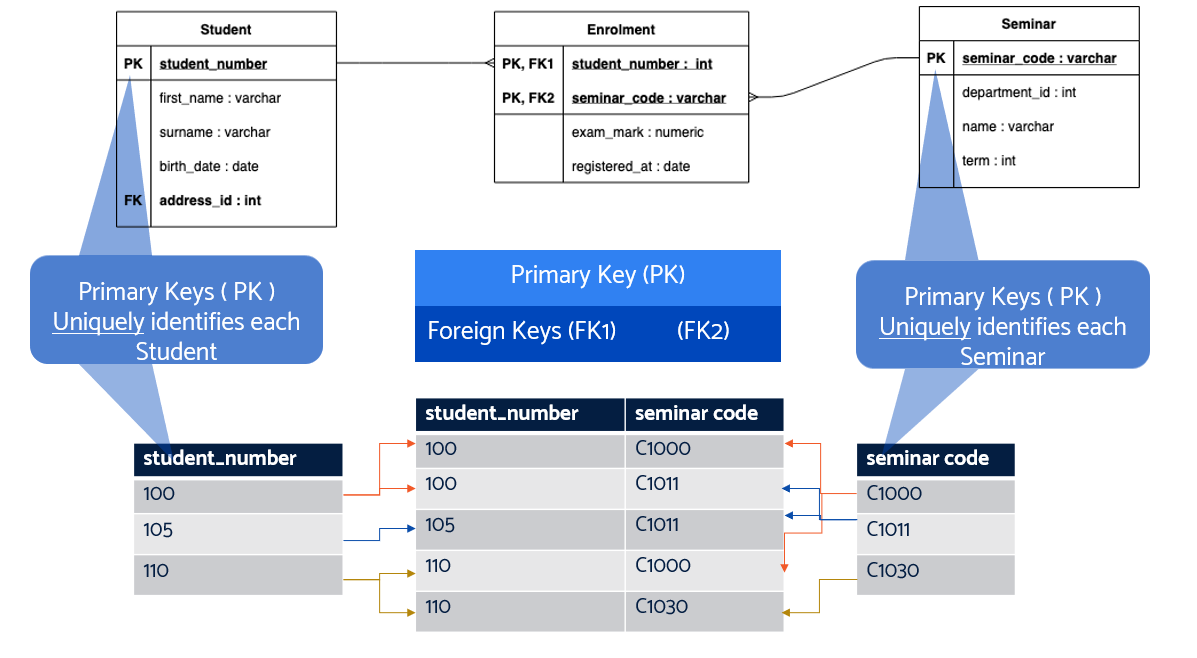 Student
PK student_number
first_name : varchar
surname : varchar
birth_date : date
FK address_id : int
Enrolment
PK, FK1 student_number : int
PK, FK2 seminar_code : varchar
exam_mark : numeric
registered_at : date
Seminar
PK seminar_code : varchar
department_id : int
name : varchar
term : int
Primary Keys ( PK )
Uniquely identifies each
Student
Primary Key (PK)
Foreign Keys (FK1) (FK2)
Primary Keys ( PK )
Uniquely identifies each
Seminar
student_number
100
105
110
student_number seminar code
100 C1000
100 C1011
105 C1011
110 C1000
110 C1030
seminar code
C1000
C1011
C1030